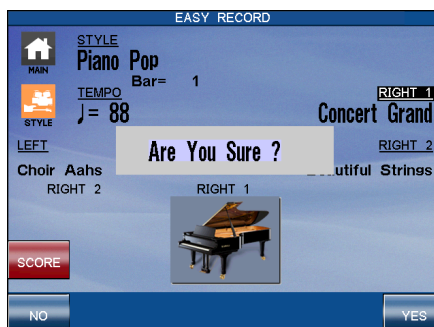 EASY RECORD
MAIN
STYLE
Piano Pop
Bar= 1
STYLE
TEMPO
♩= 88
RIGHT 1
Concert Grand
LEFT
Are You Sure ?
RIGHT 2
Choir Aahs
Strings
RIGHT 2
RIGHT 1
SCORE
NO
YES